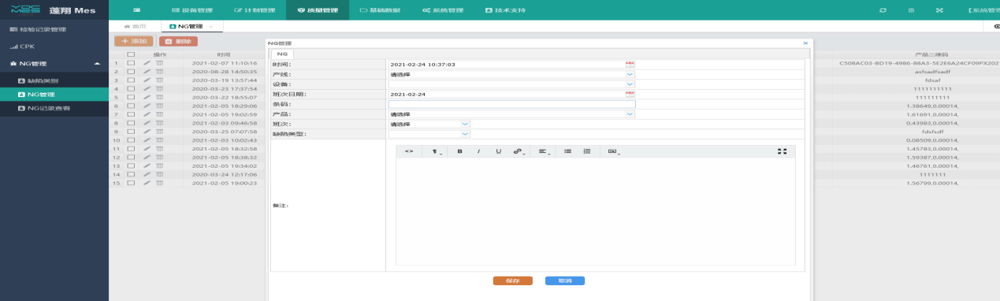 VOC MES 蓬翔 Mes
设备管理 计划管理 质量管理 基础数据 系统管理 技术支持 【系统管理
检验记录管理
首页 NG管理
CPK
NG管理
缺陷类别
NG管理
NG记录查看
+ 添加 删除
操作 时间 产品二维码
1 2021-02-07 11:10:16 C508AC03-BD19-4986-88A3-5E2E6A24CF09PX202
2 2020-08-28 14:50:35 asfsadfsadf
3 2020-03-19 13:57:44 fdsaf
4 2020-03-23 17:37:54 1111111111
5 2020-03-22 18:55:07 111111111
6 2021-02-05 18:29:06 1.38649,0.00014,
7 2021-02-05 19:02:59 1.61691,0.00014,
8 2021-02-03 09:46:58 0.43983,0.00014,
9 2020-03-25 07:07:58 fdsfsdf
10 2021-02-03 10:02:43 0.08509,0.00014,
11 2021-02-05 18:32:58 1.45783,0.00014,
12 2021-02-05 18:38:32 1.59387,0.00014,
13 2021-02-05 19:34:02 1.46761,0.00014,
14 2020-03-24 12:17:06 1111111
15 2021-02-05 19:00:23 1.56799,0.00014,
NG管理
NG
时间: 2021-02-24 10:37:03
产线: 请选择
设备:
班次日期: 2021-02-24
条码:
产品: 请选择
班次: 请选择
缺陷类型:
B I U
备注:
保存 取消